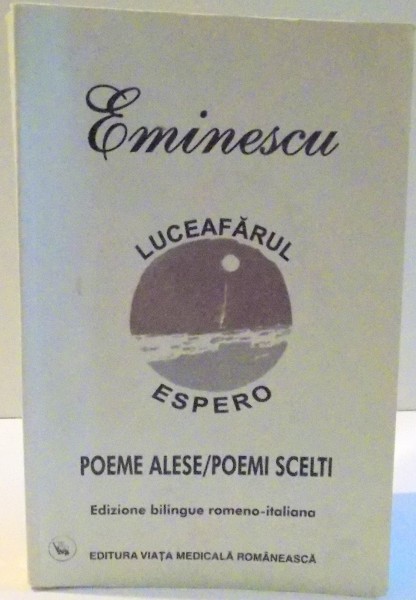 Eminescu
LUCEAFĂRUL
ESPERO
POEME ALESE/POEMI SCELTI
Edizione bilingue romeno-italiana
EDITURA VIAȚA MEDICALĂ ROMÂNEASCĂ